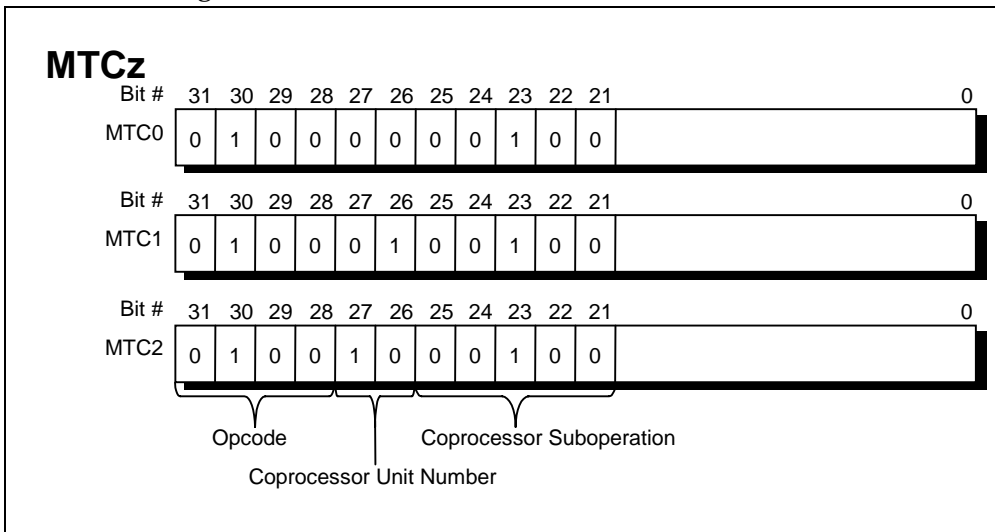 MTCz
Bit # 31 30 29 28 27 26 25 24 23 22 21 0
MTC0 0 1 0 0 0 0 0 0 1 0 0
Bit # 31 30 29 28 27 26 25 24 23 22 21 0
MTC1 0 1 0 0 0 1 0 0 1 0 0
Bit # 31 30 29 28 27 26 25 24 23 22 21 0
MTC2 0 1 0 0 1 0 0 0 1 0 0
Opcode Coprocessor Suboperation
Coprocessor Unit Number